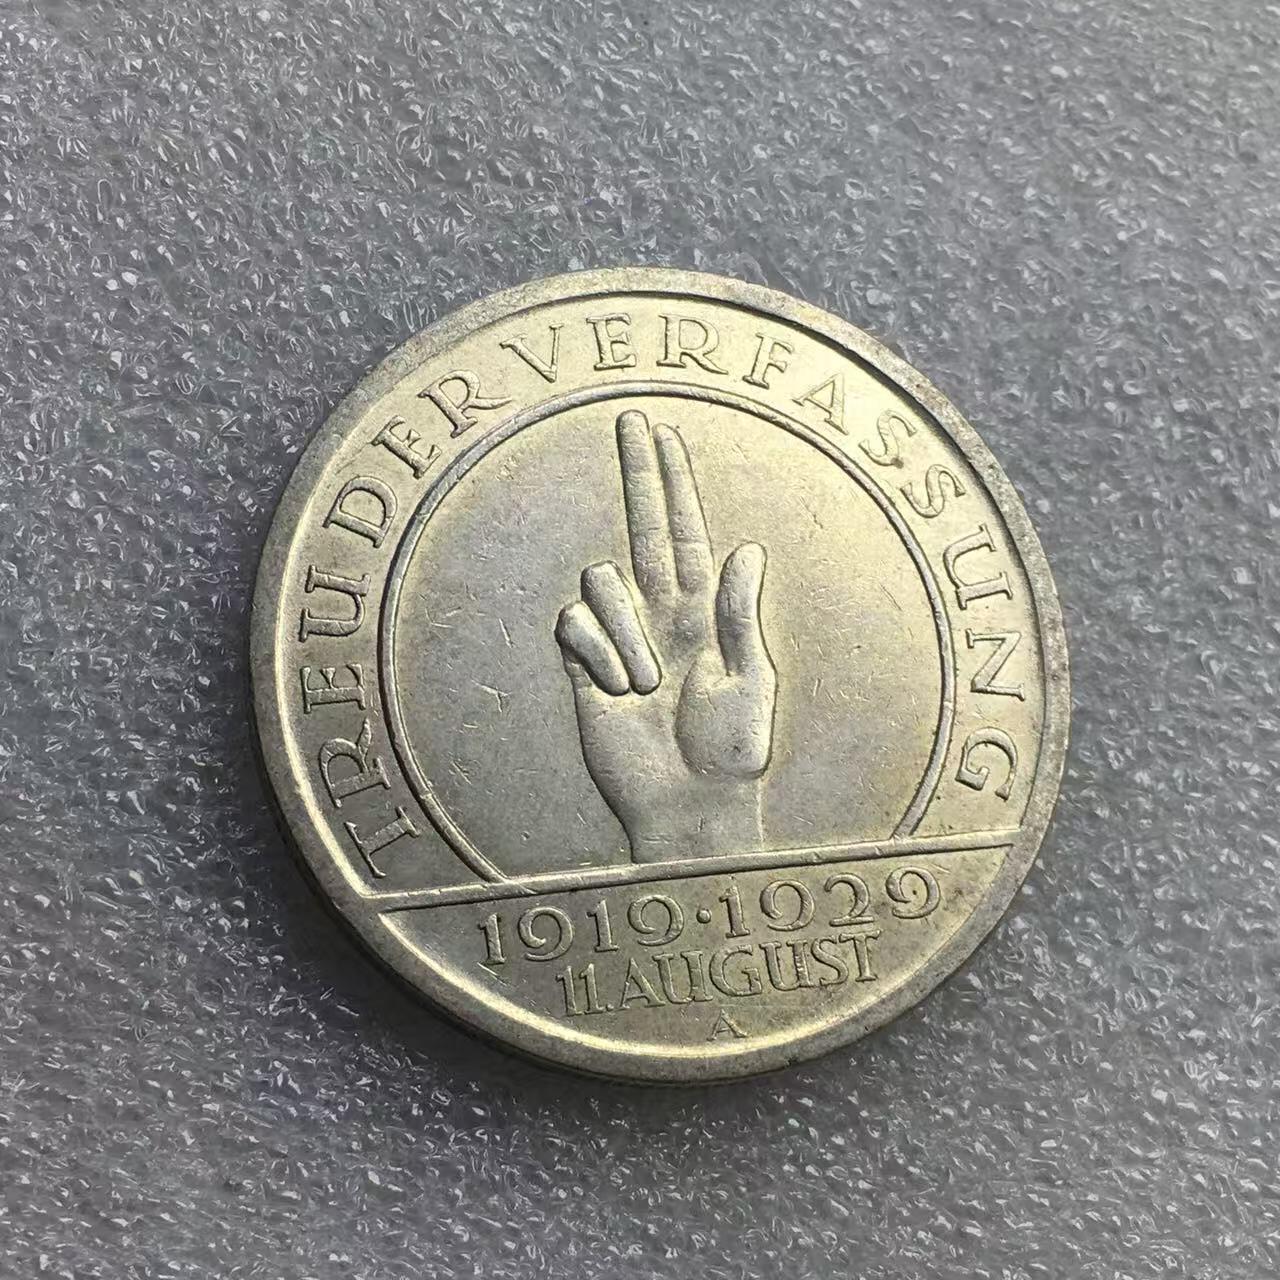 TREU DER VERFASSUNG
1919·1929
11. AUGUST
A